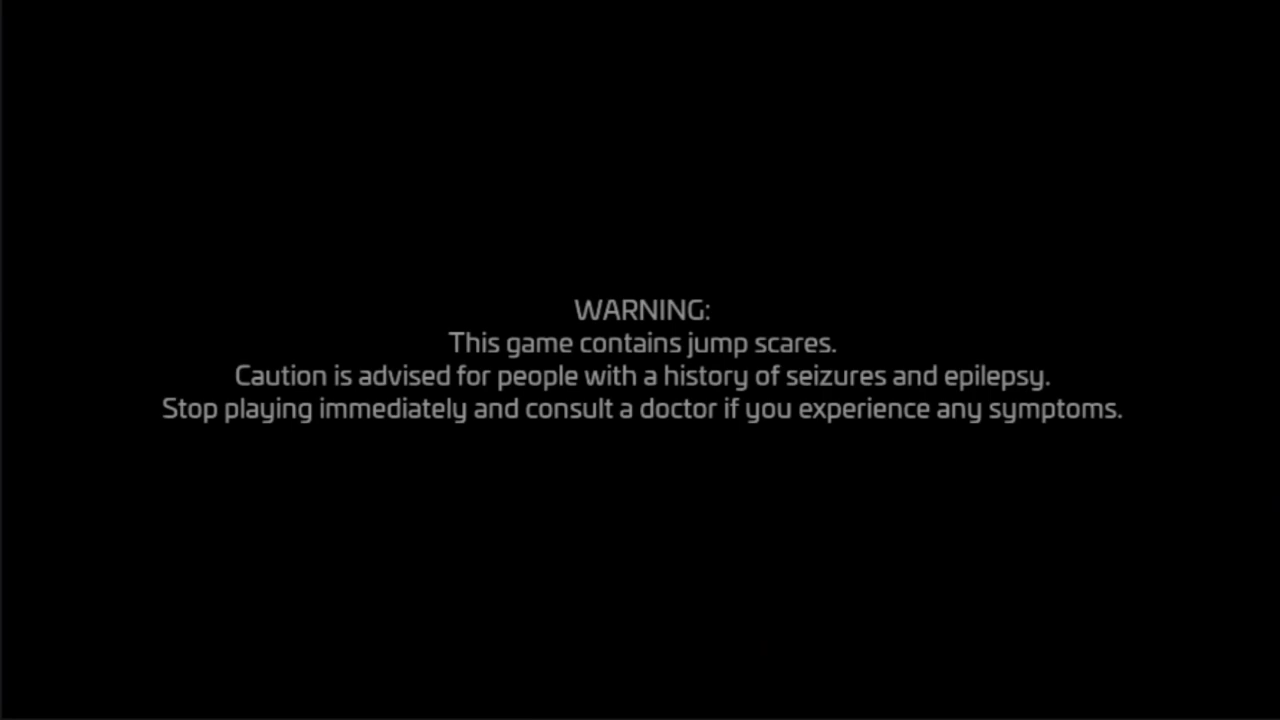 WARNING:
This game contains jump scares.
Caution is advised for people with a history of seizures and epilepsy.
Stop playing immediately and consult a doctor if you experience any symptoms.